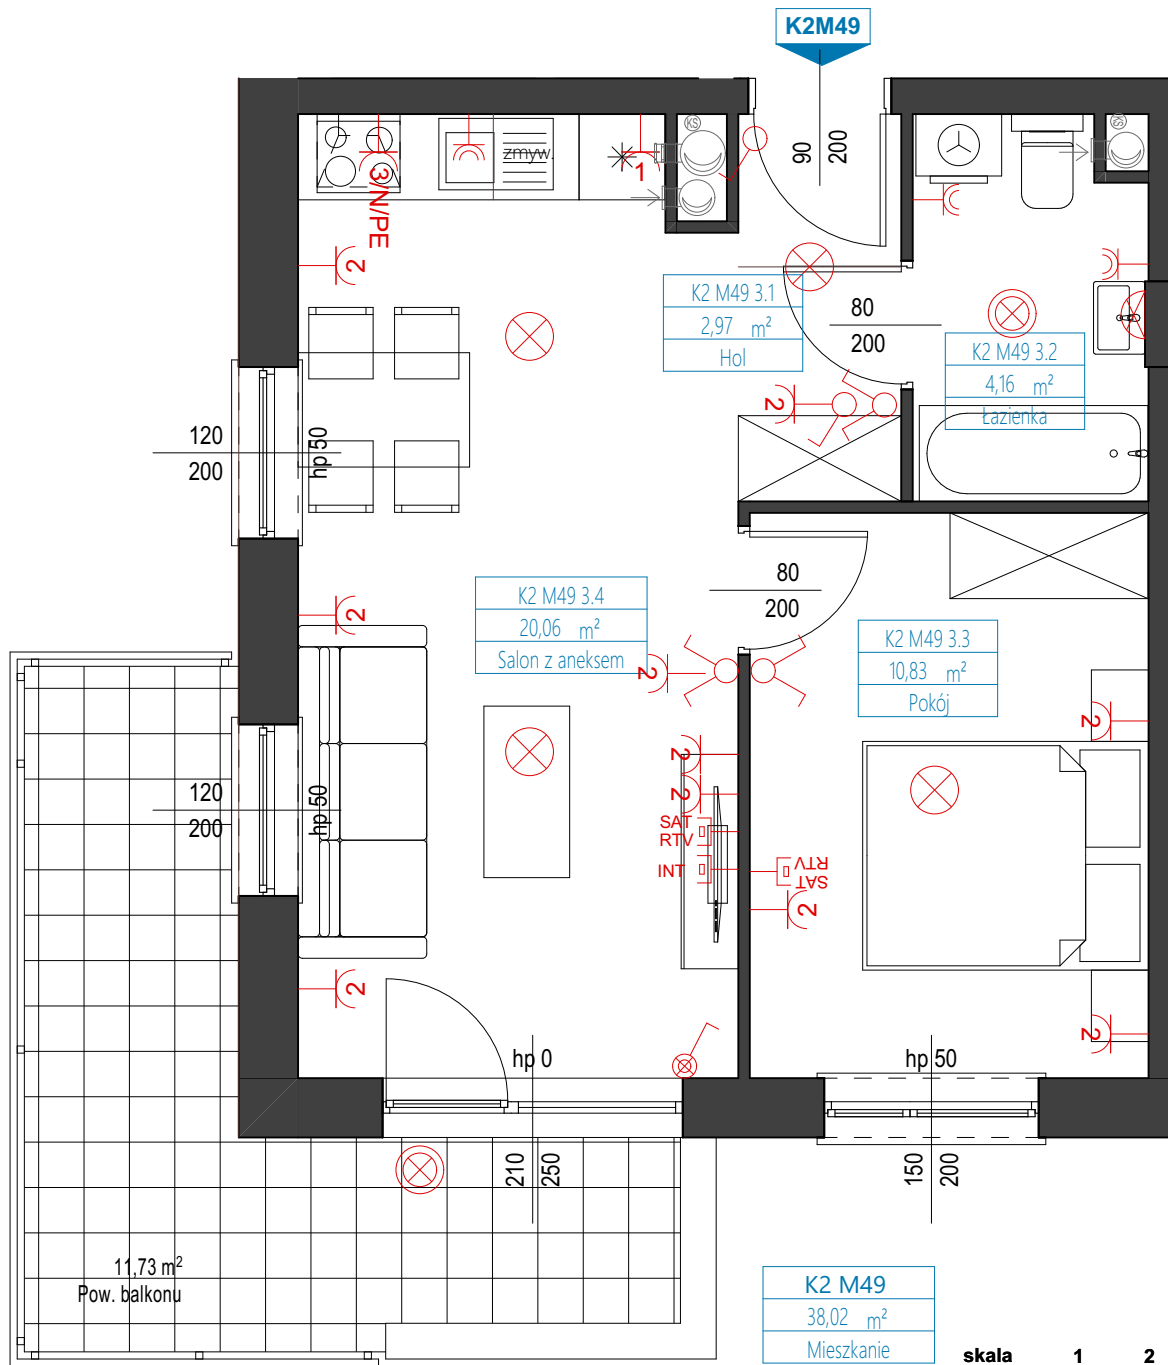 K2M49
KS
SK
90
200
zmyw.
1
3/N/PE
2
K2 M49 3.1
2,97 m²
Hol
80
200
K2 M49 3.2
4,16 m²
Łazienka
2
120
200
hp 50
80
200
2
K2 M49 3.4
20,06 m²
Salon z aneksem
2
K2 M49 3.3
10,83 m²
Pokój
2
2
2
120
200
hp 50
SAT
RTV
INT
SAT
RTV
2
2
2
hp 0
hp 50
210
250
150
200
11,73 m²
Pow. balkonu
K2 M49
38,02 m²
Mieszkanie
skala 1 2